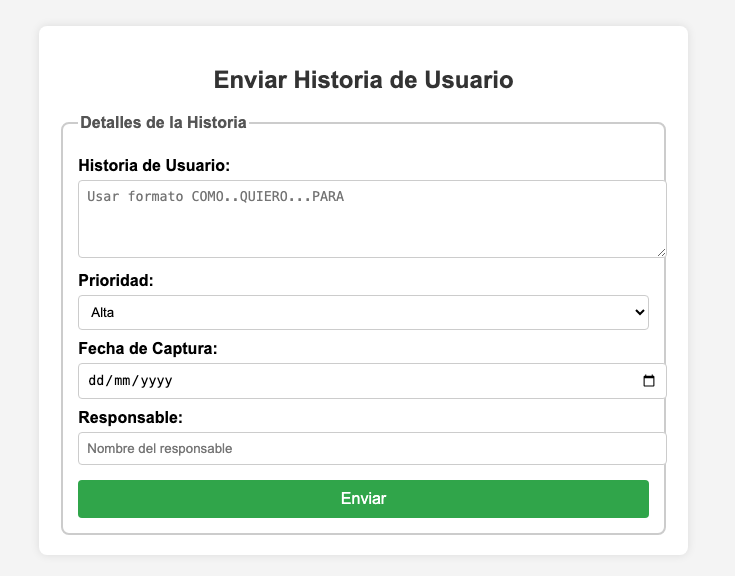 Enviar Historia de Usuario
Detalles de la Historia
Historia de Usuario:
Usar formato COMO..QUIERO...PARA
Prioridad:
Alta
Fecha de Captura:
dd/mm/yyyy
Responsable:
Nombre del responsable
Enviar